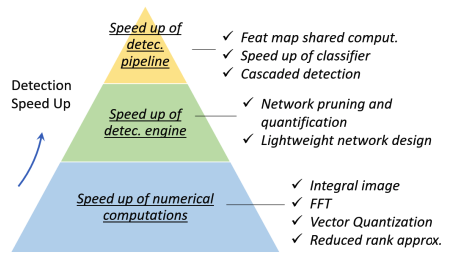 Speed up of
detec.
pipeline
✓ Feat map shared comput.
✓ Speed up of classifier
✓ Cascaded detection
Detection
Speed Up
Speed up of
detec. engine
✓ Network pruning and
quantification
✓ Lightweight network design
Speed up of numerical
computations
✓ Integral image
✓ FFT
✓ Vector Quantization
✓ Reduced rank approx.